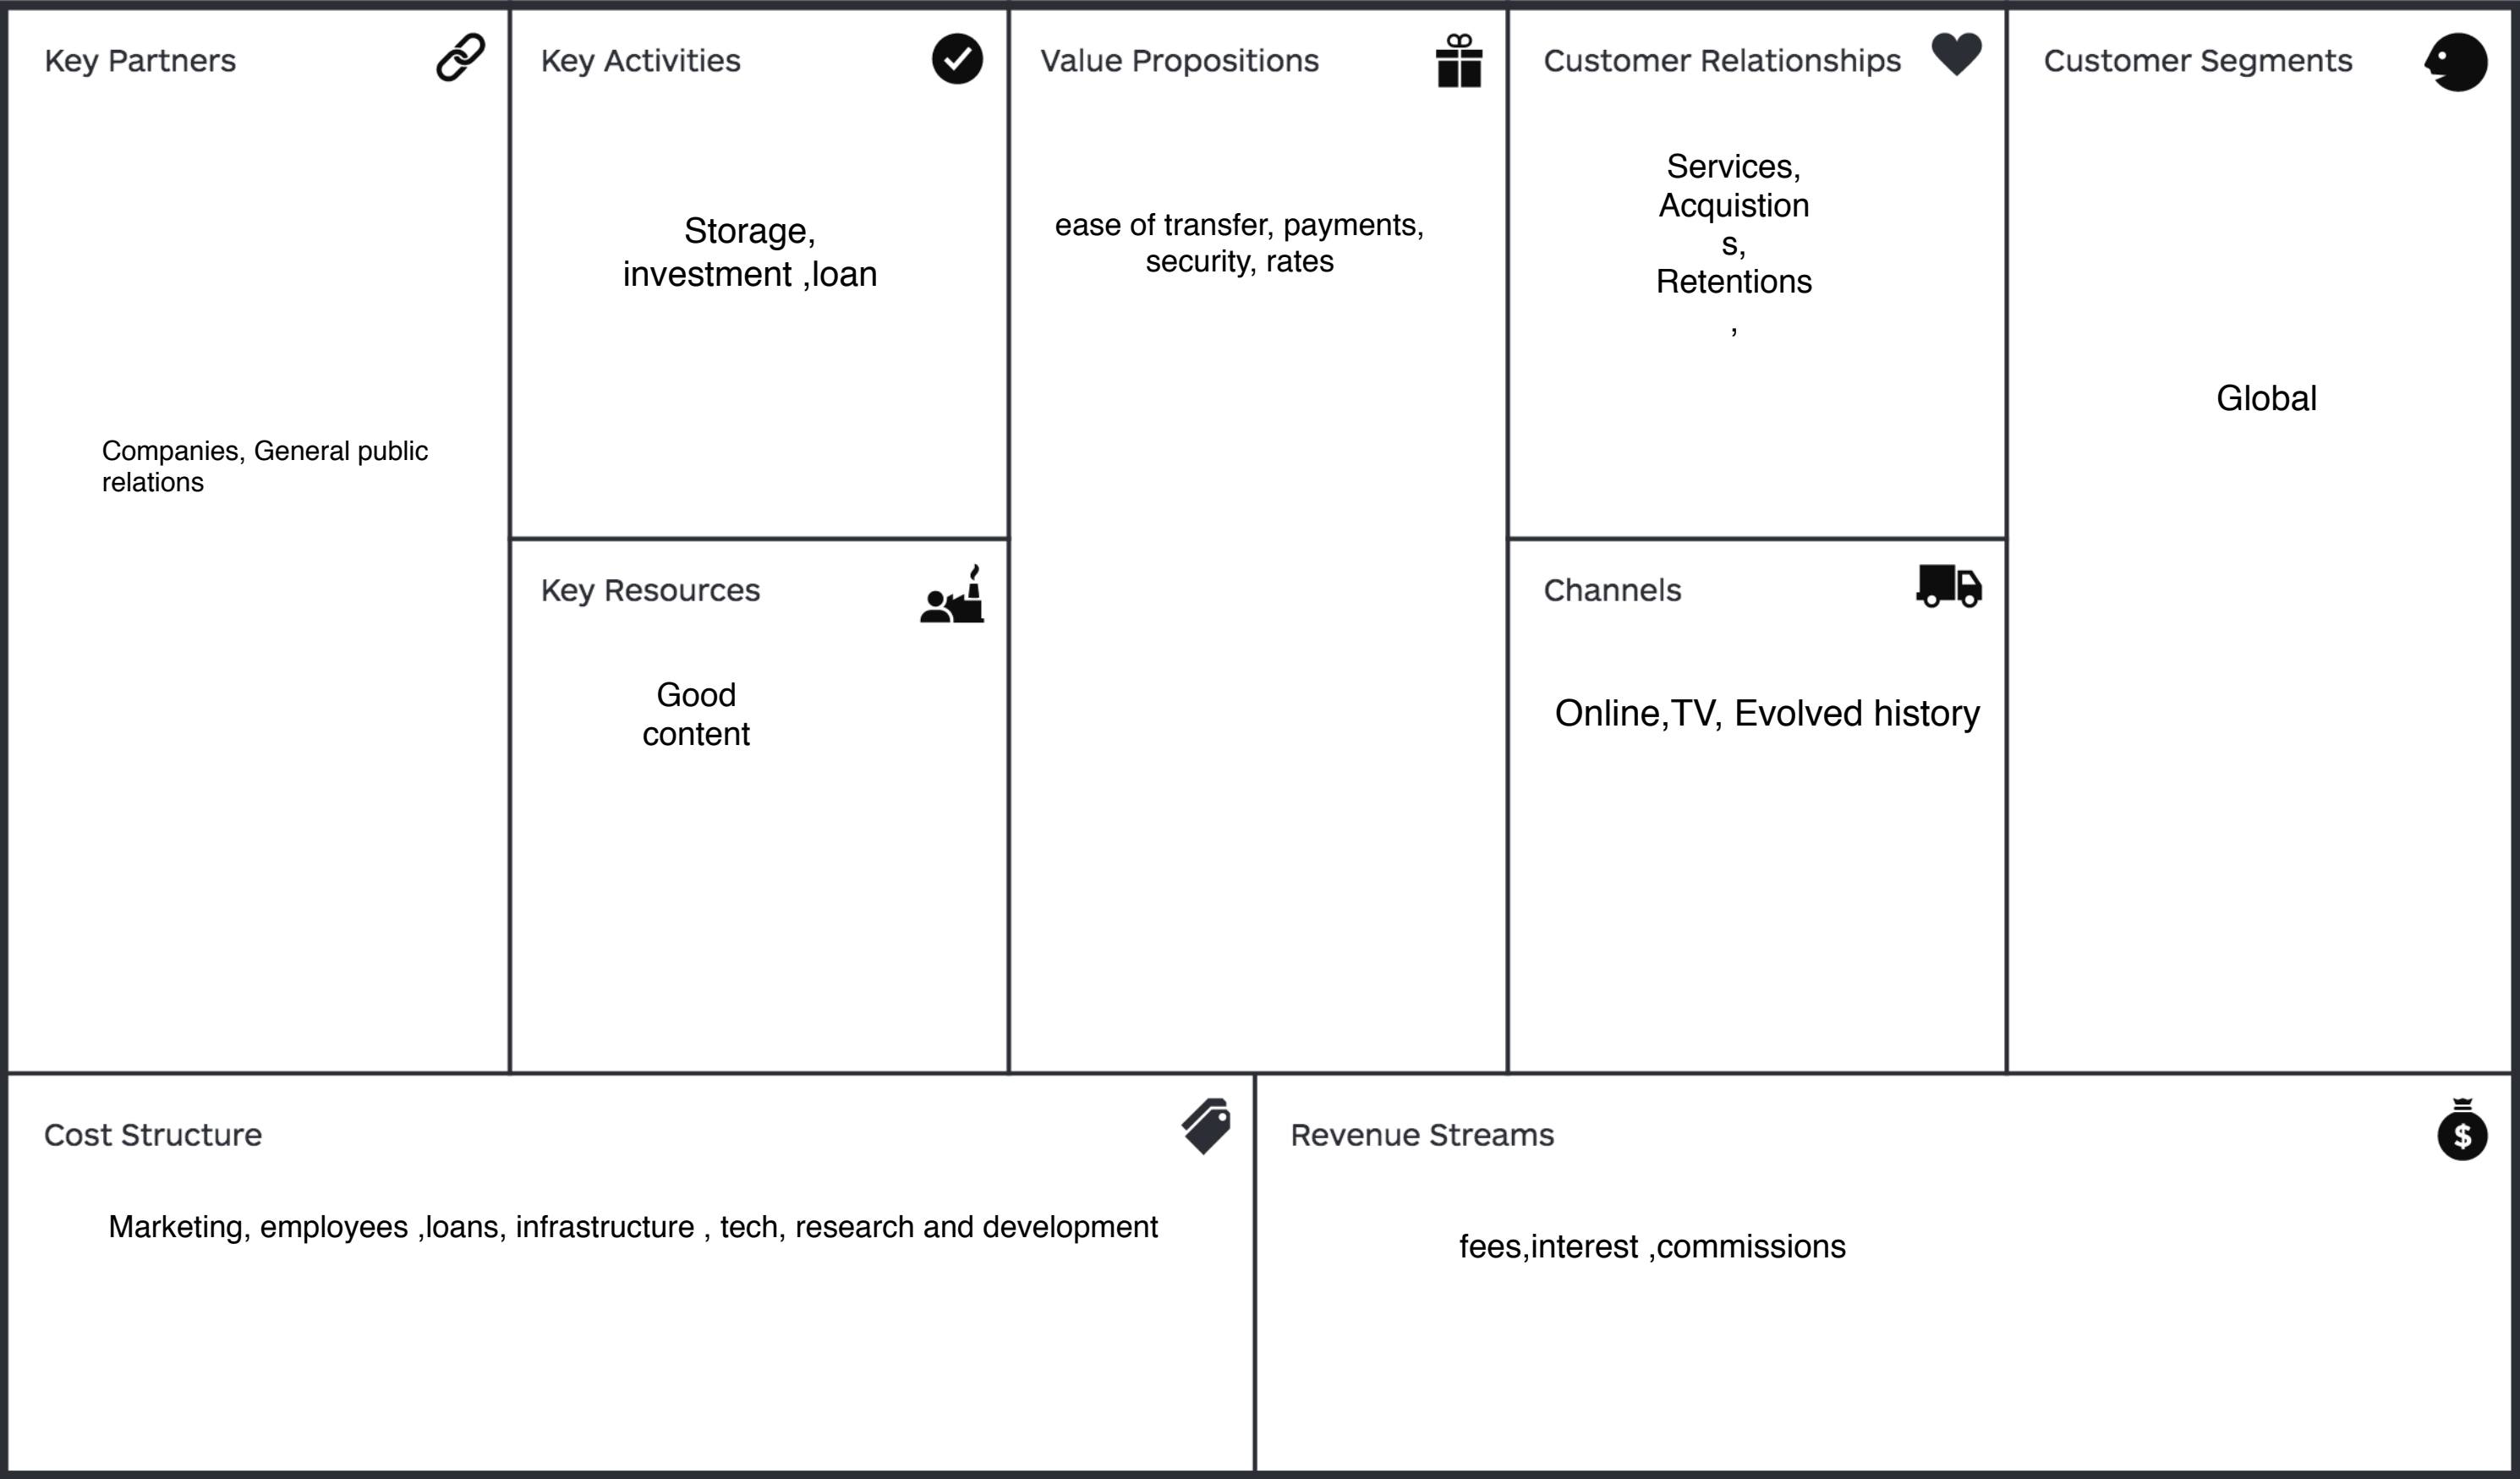 Key Partners
Companies, General public
relations
Key Activities
Storage,
investment ,loan
Key Resources
Good
content
Value Propositions
ease of transfer, payments,
security, rates
Customer Relationships
Services,
Acquistion
s,
Retentions
,
Channels
Online,TV, Evolved history
Customer Segments
Global
Cost Structure
Marketing, employees ,loans, infrastructure , tech, research and development
Revenue Streams
$
fees,interest ,commissions